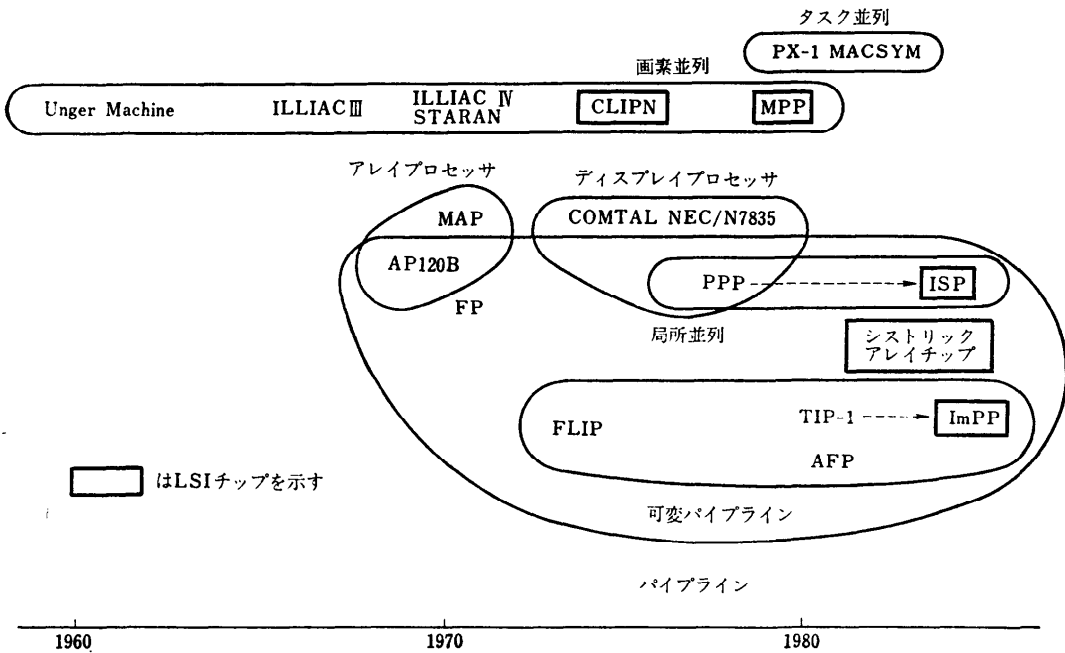 タスク並列
PX-1 MACSYM
画素並列
Unger Machine
ILLIAC Ⅲ
ILLIAC Ⅳ
STARAN
CLIPN
MPP
アレイプロセッサ
ディスプレイプロセッサ
MAP
COMTAL NEC/N7835
AP120B
FP
PPP
ISP
局所並列
シストリック
アレイチップ
FLIP
TIP-1
ImPP
AFP
はLSIチップを示す
可変パイプライン
パイプライン
1960
1970
1980